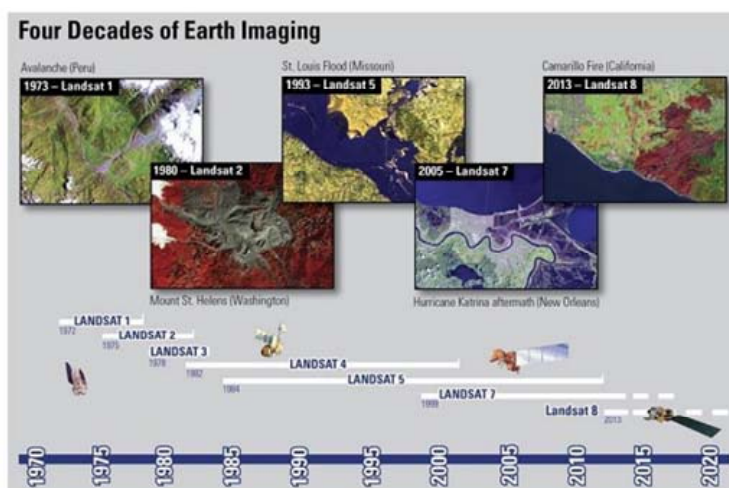 Four Decades of Earth Imaging
Avalanche (Peru)
St. Louis Flood (Missouri)
Camarillo Fire (California)
1973 – Landsat 1
1993 – Landsat 5
2013 – Landsat 8
1980 – Landsat 2
2005 – Landsat 7
Mount St. Helens (Washington)
Hurricane Katrina aftermath (New Orleans)
LANDSAT 1
1972
LANDSAT 2
1975
LANDSAT 3
1978
LANDSAT 4
1982
LANDSAT 5
1984
LANDSAT 7
1999
Landsat 8
2013
1970 1975 1980 1985 1990 1995 2000 2005 2010 2015 2020